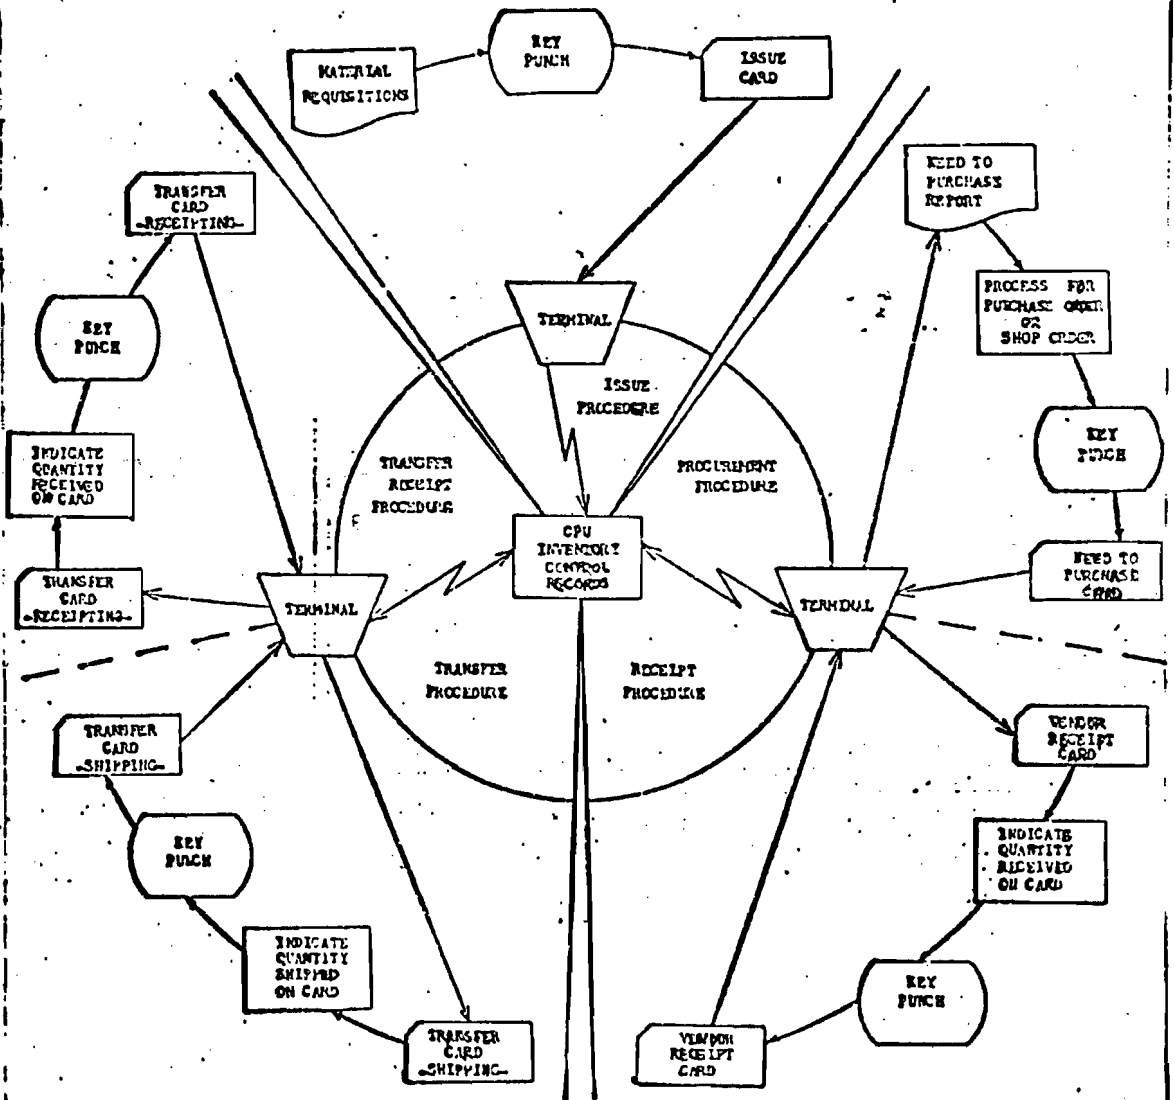 MATERIAL
REQUISITIONS
KEY
PUNCH
ISSUE
CARD
NEED TO
PURCHASE
REPORT
TRANSFER
CARD
-RECEIPTING-
PROCESS FOR
PURCHASE ORDER
OR
SHOP ORDER
KEY
PUNCH
TERMINAL
ISSUE
PROCEDURE
KEY
PUNCH
INDICATE
QUANTITY
RECEIVED
ON CARD
TRANSFER
RECEIPT
PROCEDURE
PROCUREMENT
PROCEDURE
CPU
INVENTORY
CONTROL
RECORDS
TRANSFER
CARD
-RECEIPTING-
TERMINAL
TERMINAL
NEED TO
PURCHASE
CARD
TRANSFER
PROCEDURE
RECEIPT
PROCEDURE
TRANSFER
CARD
-SHIPPING-
VENDOR
RECEIPT
CARD
KEY
PUNCH
INDICATE
QUANTITY
RECEIVED
ON CARD
INDICATE
QUANTITY
SHIPPED
ON CARD
KEY
PUNCH
TRANSFER
CARD
-SHIPPING-
VENDOR
RECEIPT
CARD